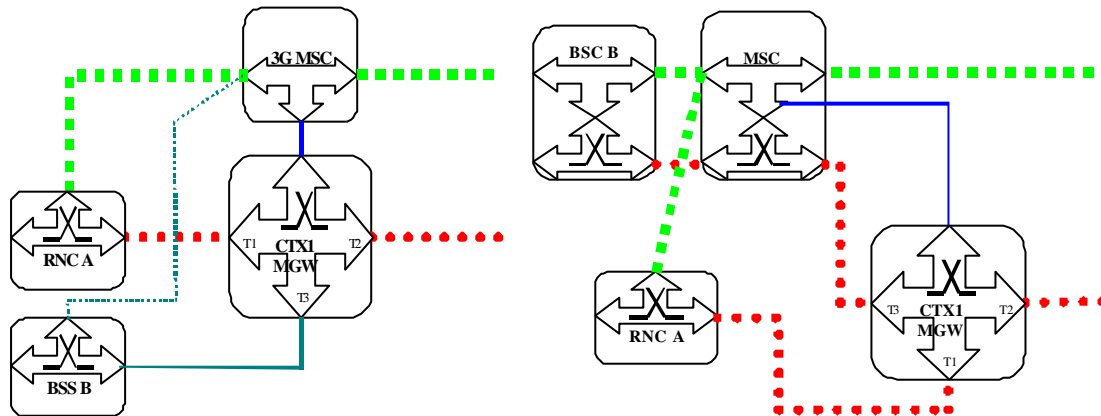 3G MSC
T1
CTX1
MGW
T2
T3
RNC A
BSS B
BSC B
MSC
RNC A
T3
CTX1
MGW
T2
T1